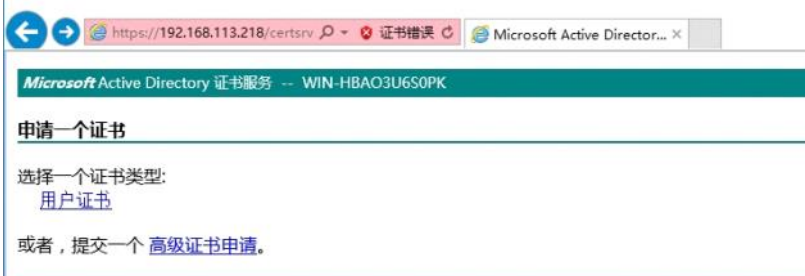 https://192.168.113.218/certsrv 证书错误 Microsoft Active Director...
Microsoft Active Directory 证书服务 -- WIN-HBAO3U6S0PK
申请一个证书
选择一个证书类型:
用户证书
或者，提交一个 高级证书申请。